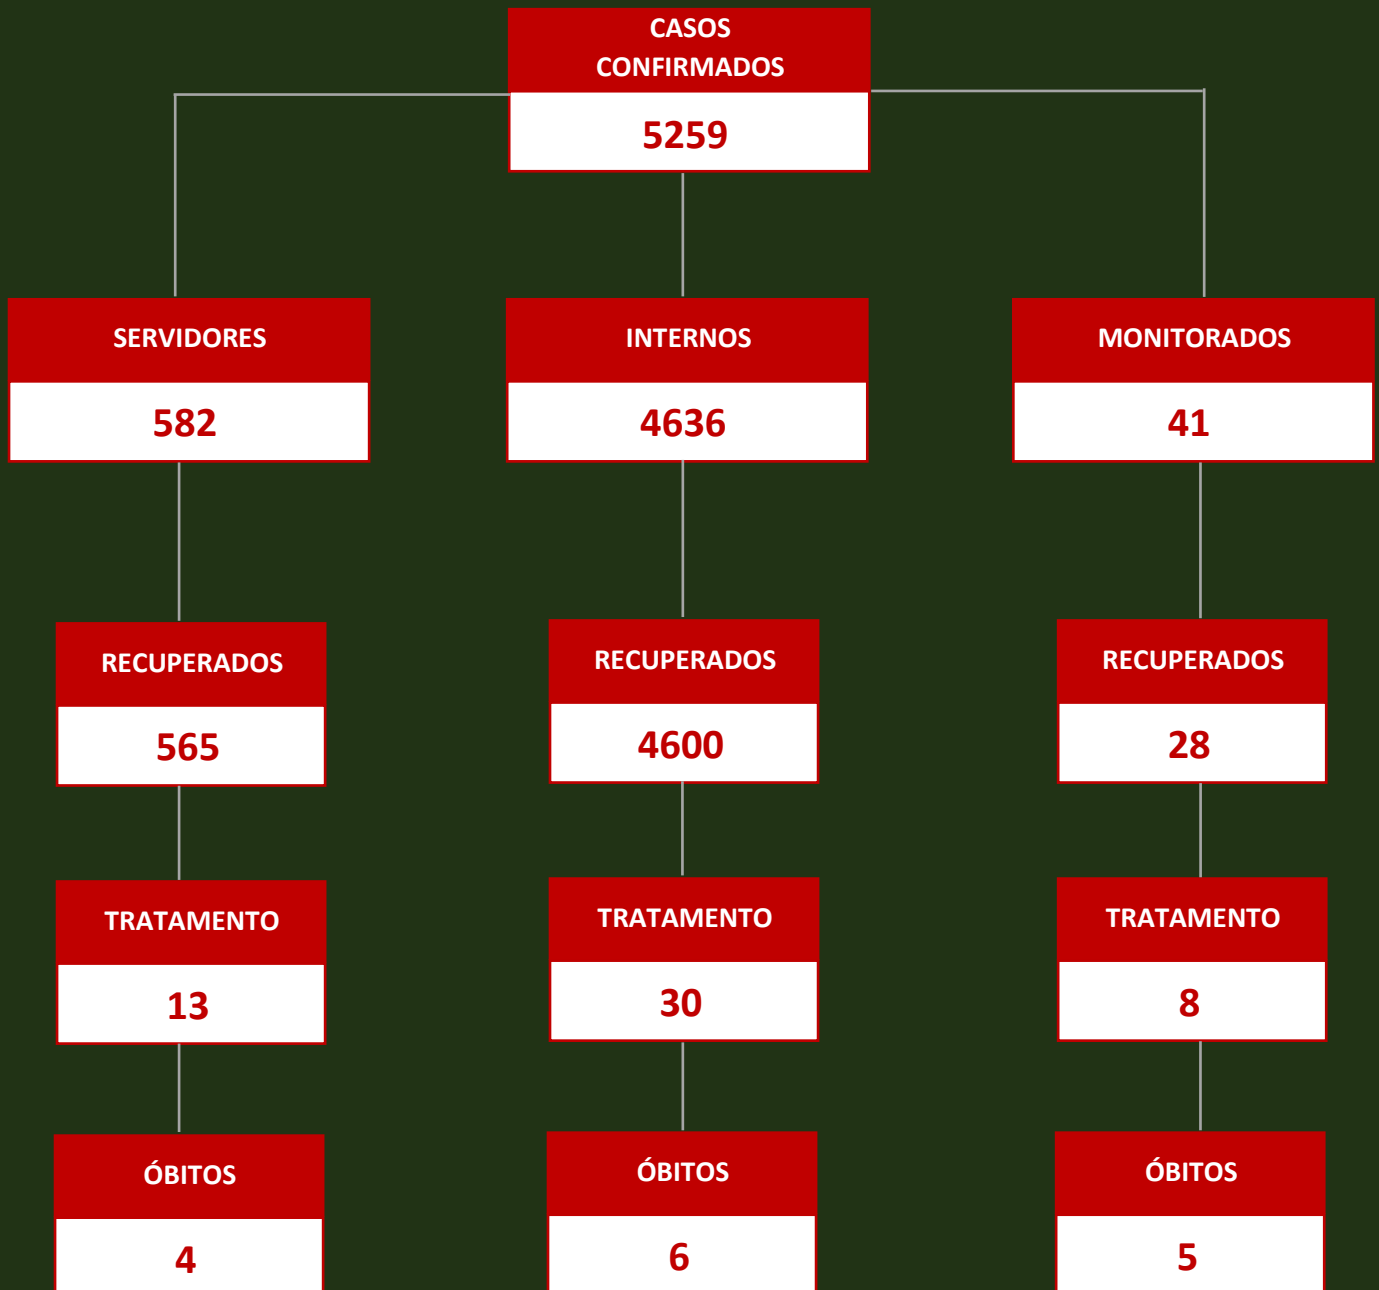 CASOS
CONFIRMADOS
5259
SERVIDORES
582
INTERNOS
4636
MONITORADOS
41
RECUPERADOS
565
RECUPERADOS
4600
RECUPERADOS
28
TRATAMENTO
13
TRATAMENTO
30
TRATAMENTO
8
ÓBITOS
4
ÓBITOS
6
ÓBITOS
5